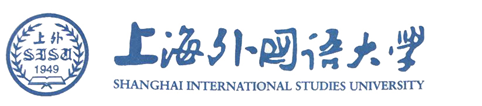 上外
SISU
1949
上海外国语大学
SHANGHAI INTERNATIONAL STUDIES UNIVERSITY